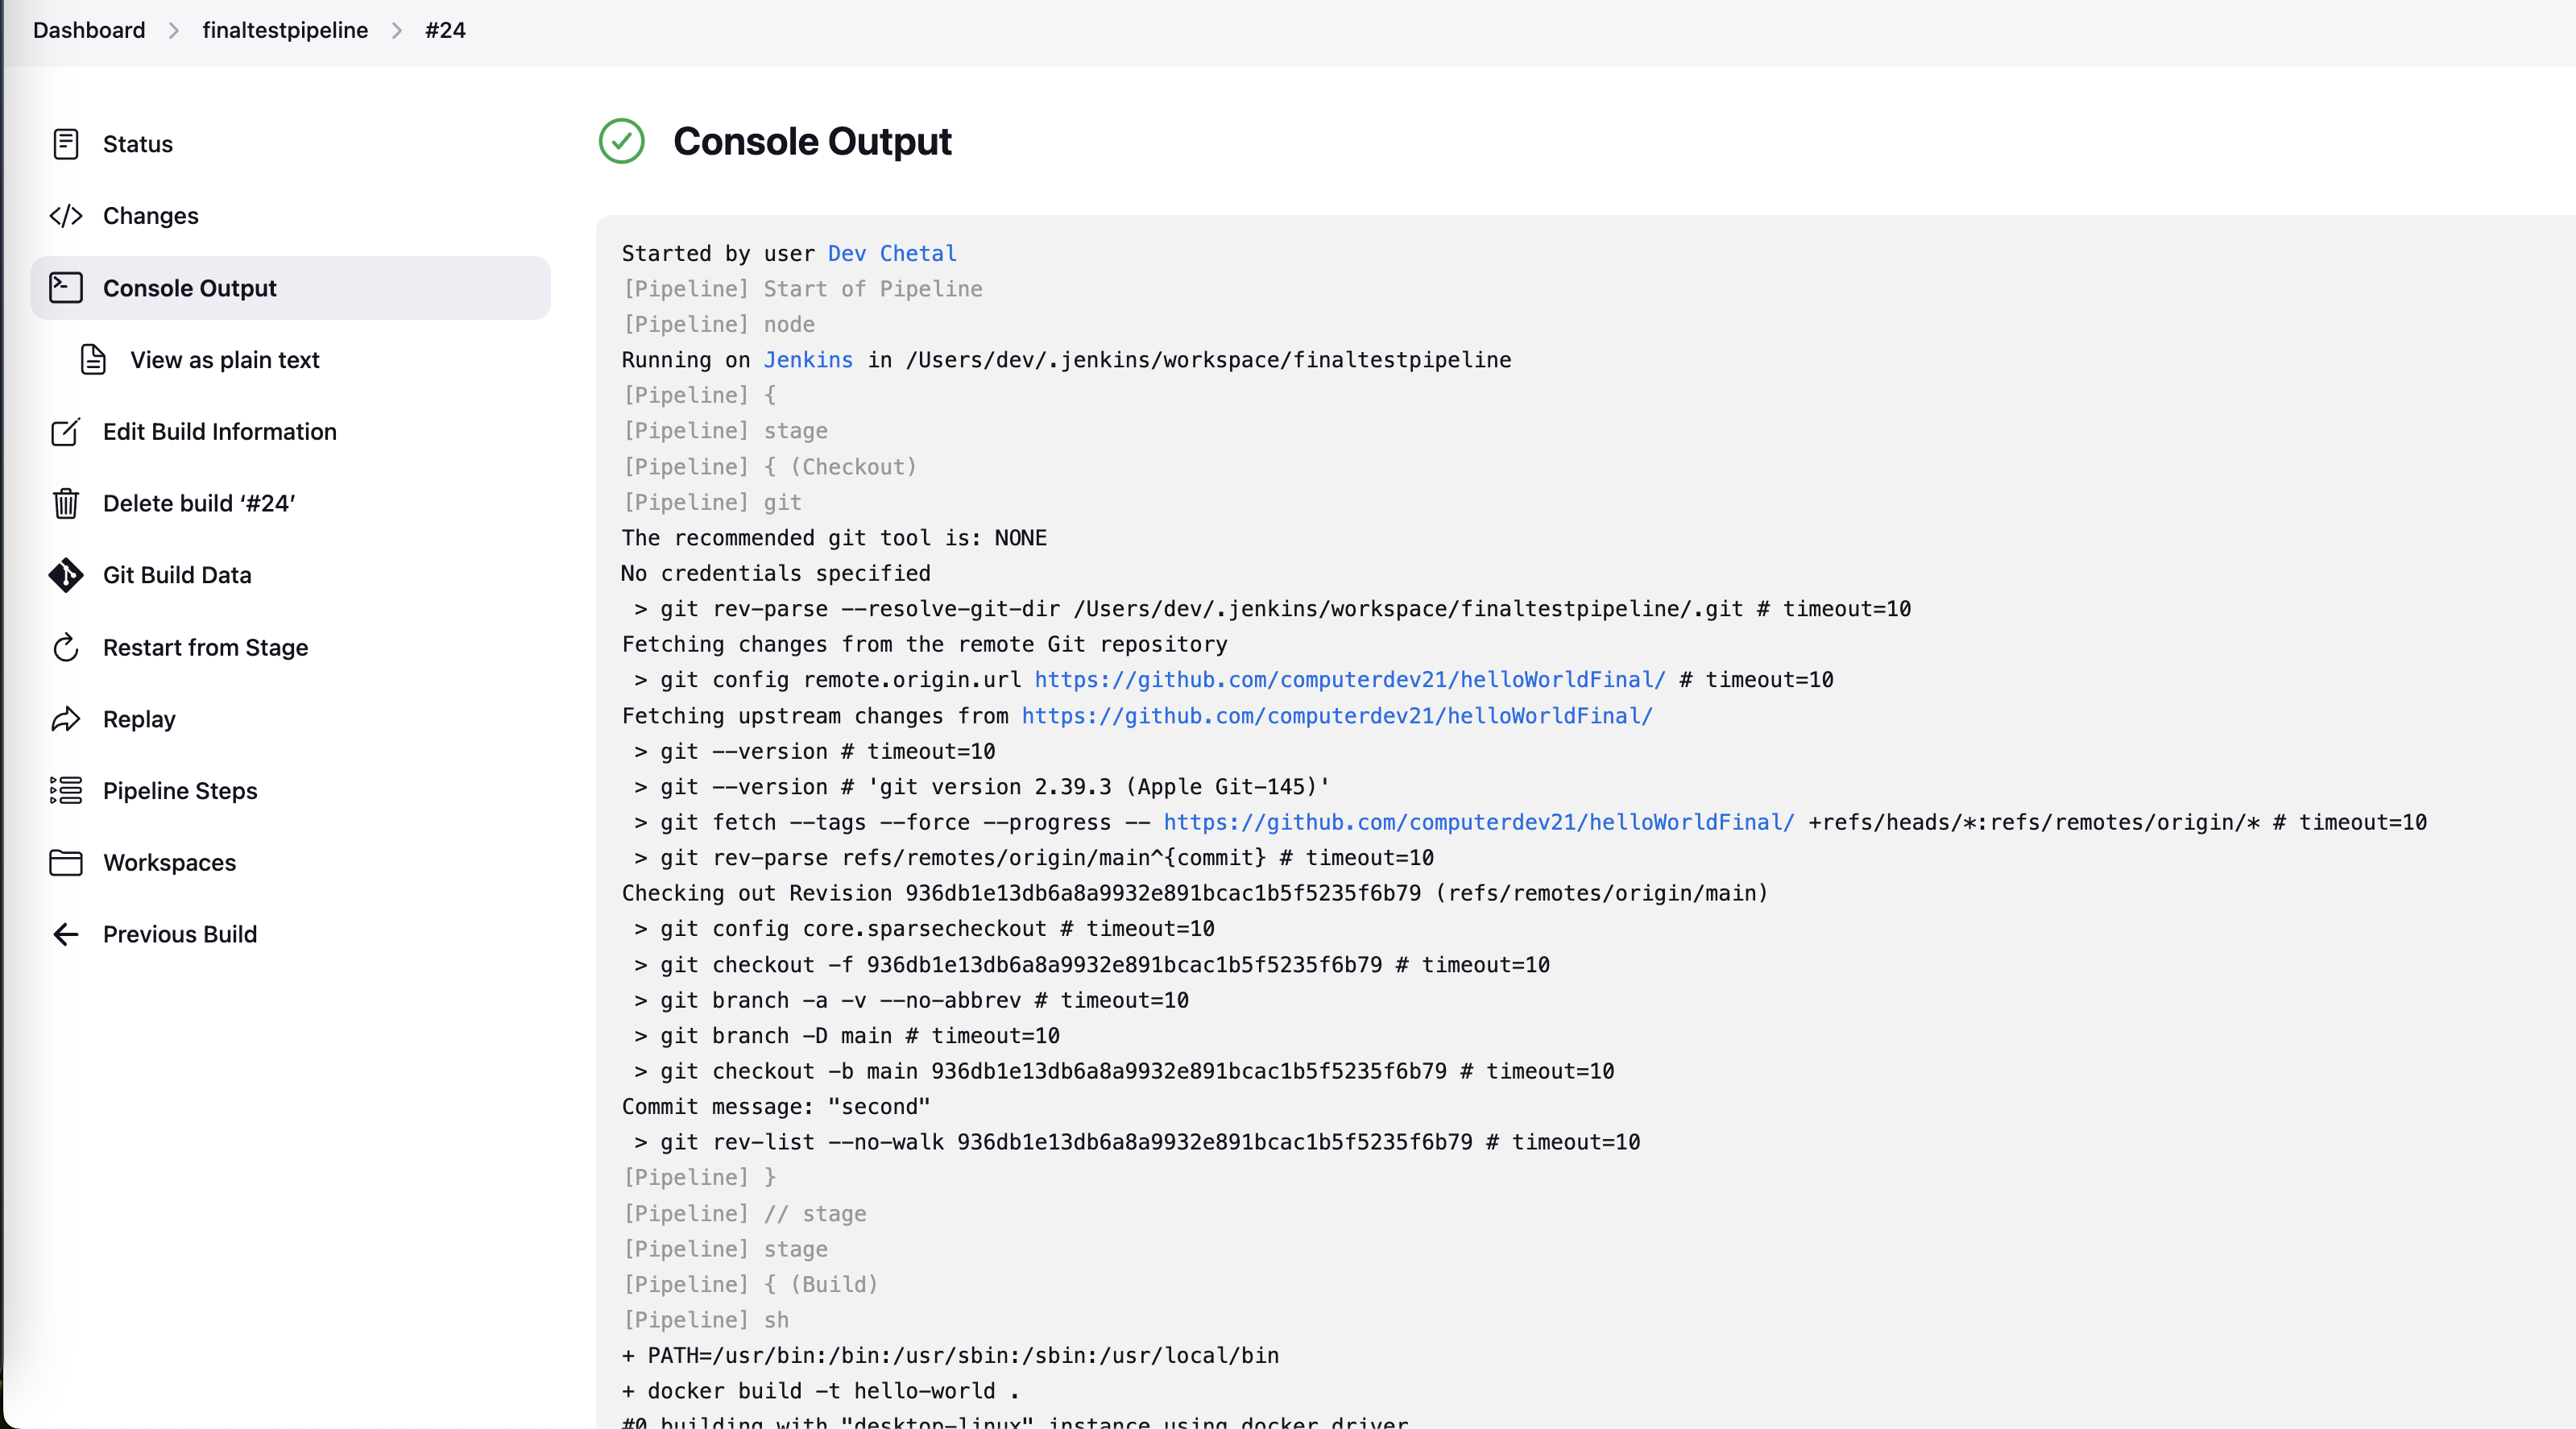 Dashboard > finaltestpipeline > #24
Status
Changes
Console Output
View as plain text
Edit Build Information
Delete build ‘#24’
Git Build Data
Restart from Stage
Replay
Pipeline Steps
Workspaces
Previous Build
Console Output
Started by user Dev Chetal
[Pipeline] Start of Pipeline
[Pipeline] node
Running on Jenkins in /Users/dev/.jenkins/workspace/finaltestpipeline
[Pipeline] {
[Pipeline] stage
[Pipeline] { (Checkout)
[Pipeline] git
The recommended git tool is: NONE
No credentials specified
 > git rev-parse --resolve-git-dir /Users/dev/.jenkins/workspace/finaltestpipeline/.git # timeout=10
Fetching changes from the remote Git repository
 > git config remote.origin.url https://github.com/computerdev21/helloWorldFinal/ # timeout=10
Fetching upstream changes from https://github.com/computerdev21/helloWorldFinal/
 > git --version # timeout=10
 > git --version # 'git version 2.39.3 (Apple Git-145)'
 > git fetch --tags --force --progress -- https://github.com/computerdev21/helloWorldFinal/ +refs/heads/*:refs/remotes/origin/* # timeout=10
 > git rev-parse refs/remotes/origin/main^{commit} # timeout=10
Checking out Revision 936db1e13db6a8a9932e891bcac1b5f5235f6b79 (refs/remotes/origin/main)
 > git config core.sparsecheckout # timeout=10
 > git checkout -f 936db1e13db6a8a9932e891bcac1b5f5235f6b79 # timeout=10
 > git branch -a -v --no-abbrev # timeout=10
 > git branch -D main # timeout=10
 > git checkout -b main 936db1e13db6a8a9932e891bcac1b5f5235f6b79 # timeout=10
Commit message: "second"
 > git rev-list --no-walk 936db1e13db6a8a9932e891bcac1b5f5235f6b79 # timeout=10
[Pipeline] }
[Pipeline] // stage
[Pipeline] stage
[Pipeline] { (Build)
[Pipeline] sh
+ PATH=/usr/bin:/bin:/usr/sbin:/sbin:/usr/local/bin
+ docker build -t hello-world .
#0 building with "desktop-linux" instance using docker driver